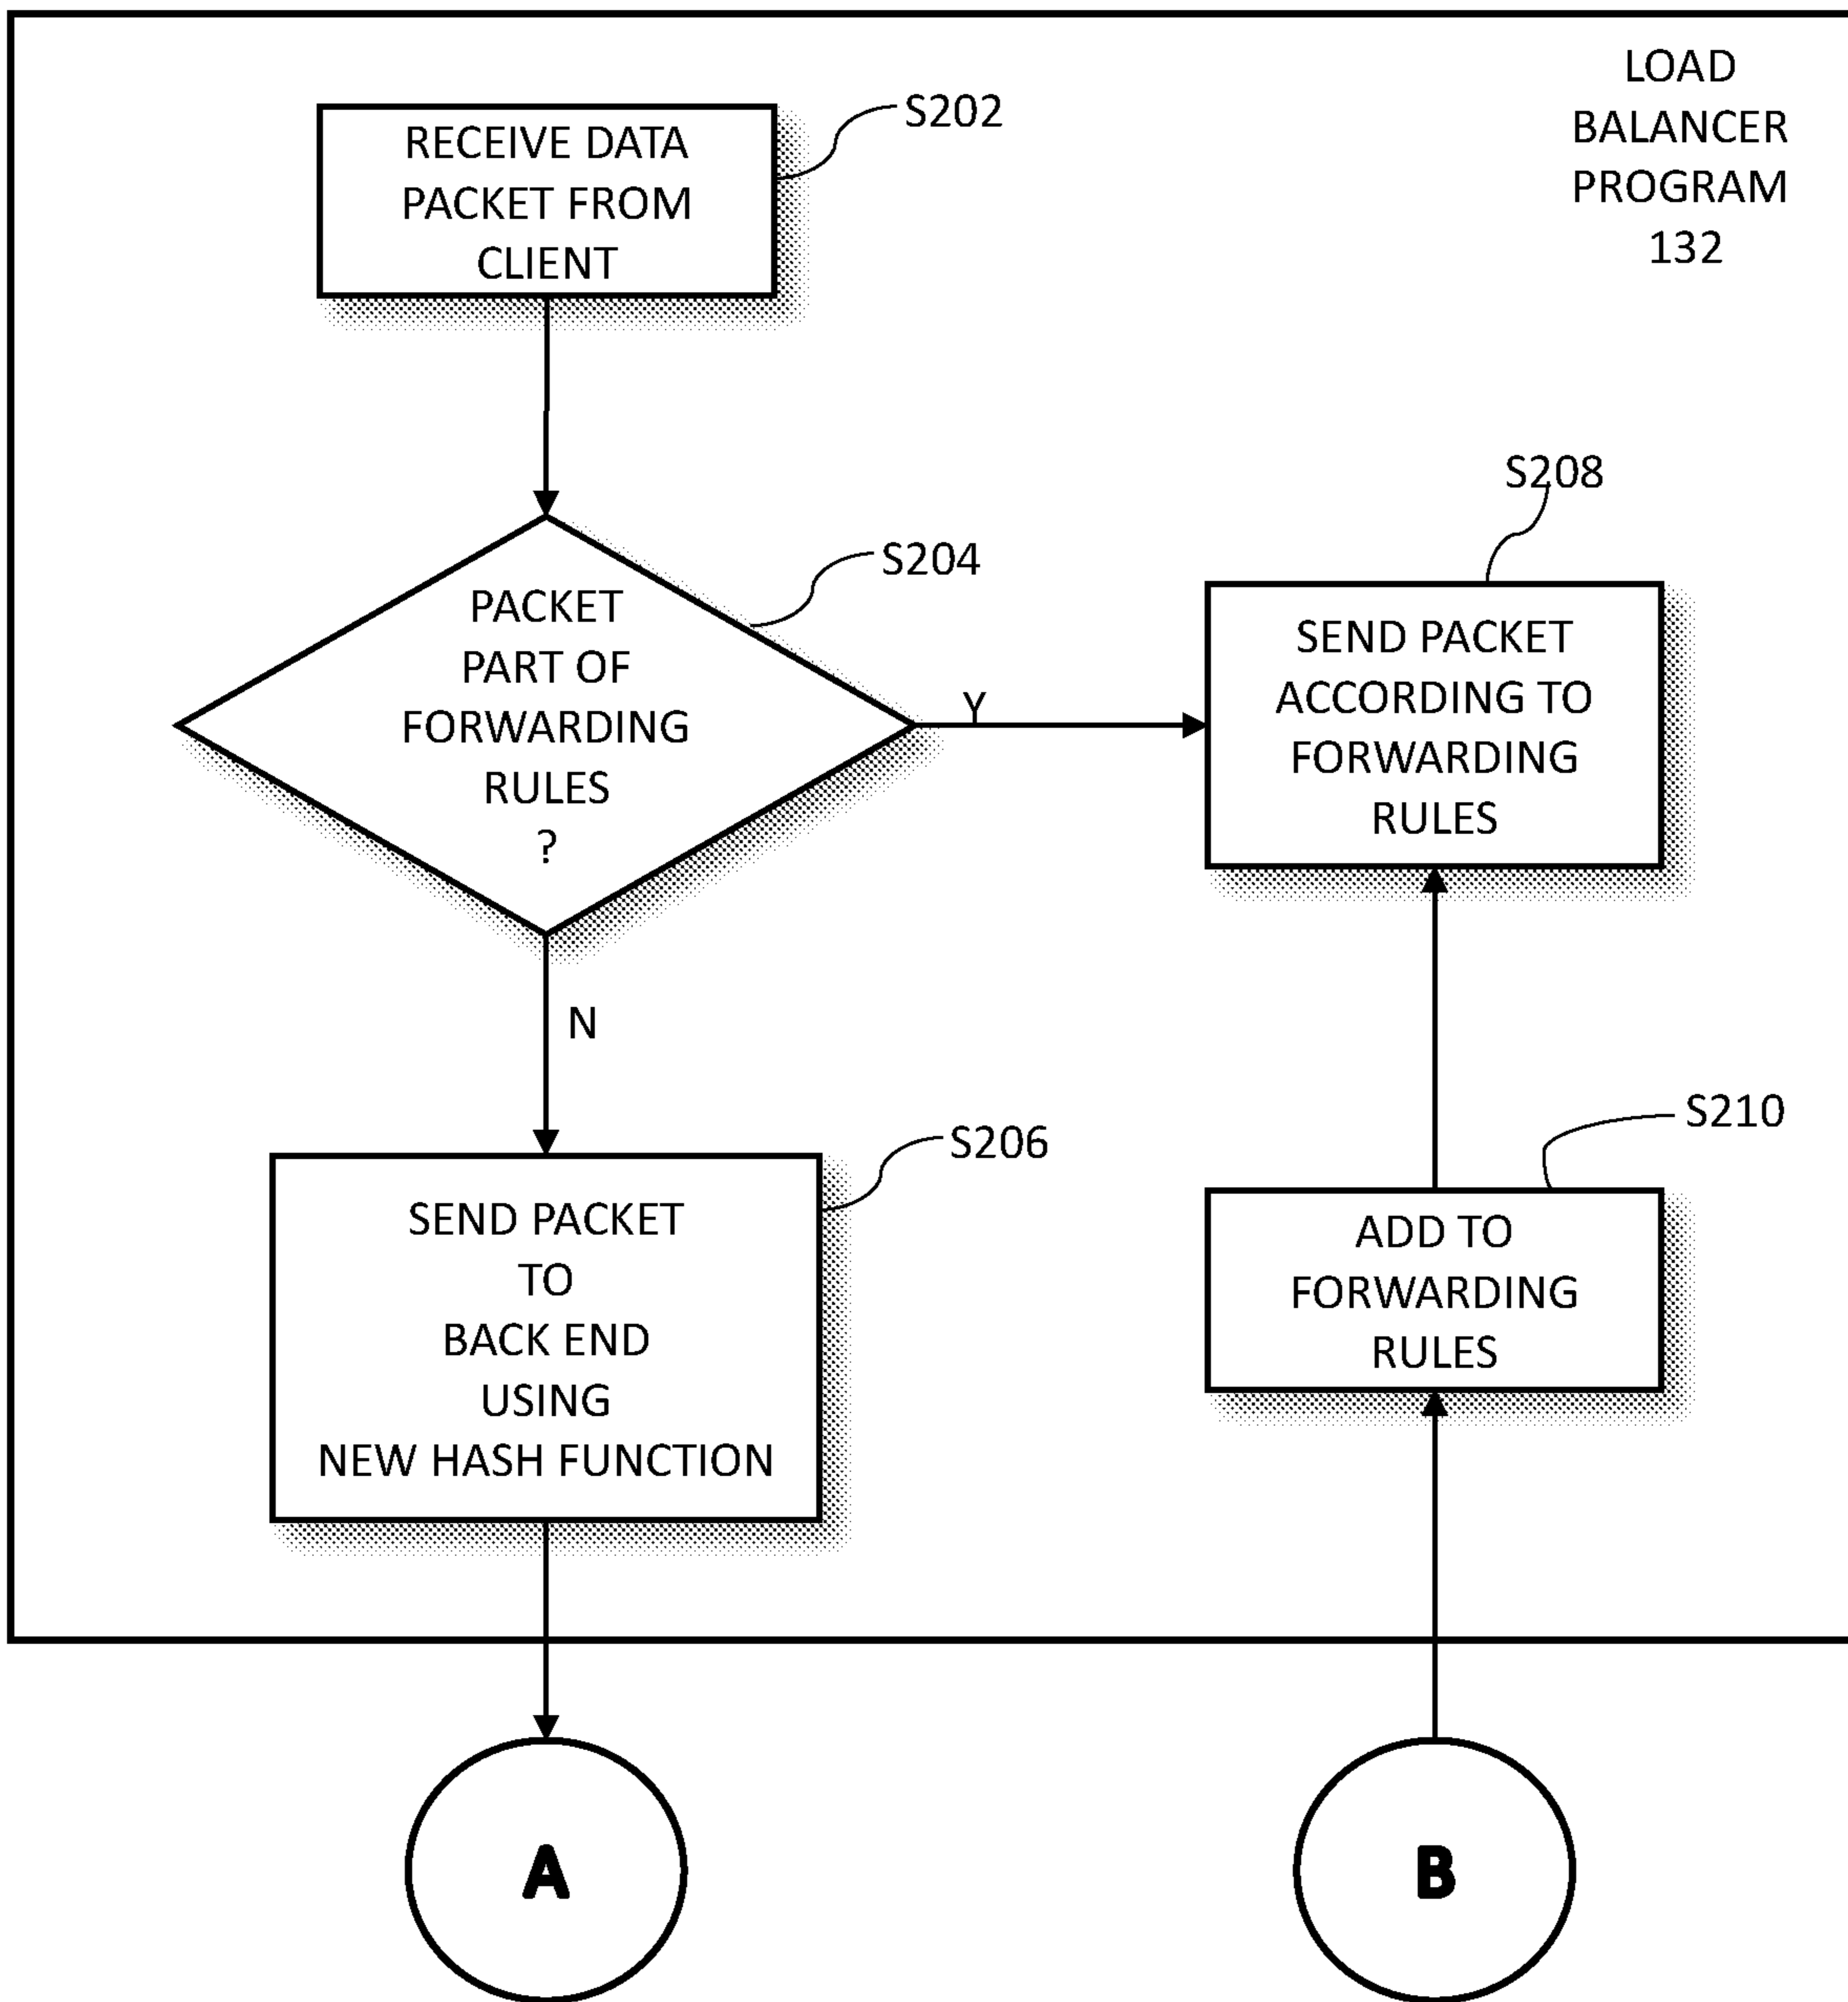 LOAD
BALANCER
PROGRAM
132
S202
RECEIVE DATA
PACKET FROM
CLIENT
S204
PACKET
PART OF
FORWARDING
RULES
?
Y
N
S208
SEND PACKET
ACCORDING TO
FORWARDING
RULES
S206
SEND PACKET
TO
BACK END
USING
NEW HASH FUNCTION
S210
ADD TO
FORWARDING
RULES
A
B